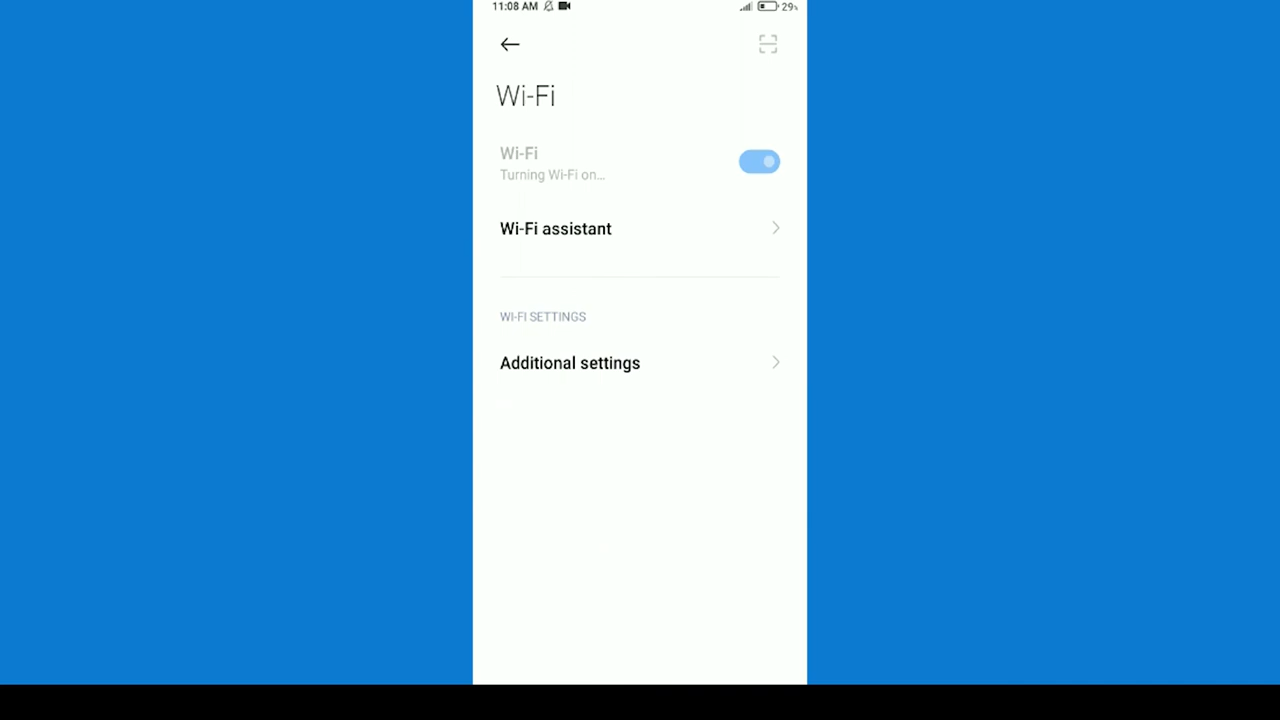 11:08 AM 29%
Wi-Fi
Wi-Fi
Turning Wi-Fi on...
Wi-Fi assistant
WI-FI SETTINGS
Additional settings